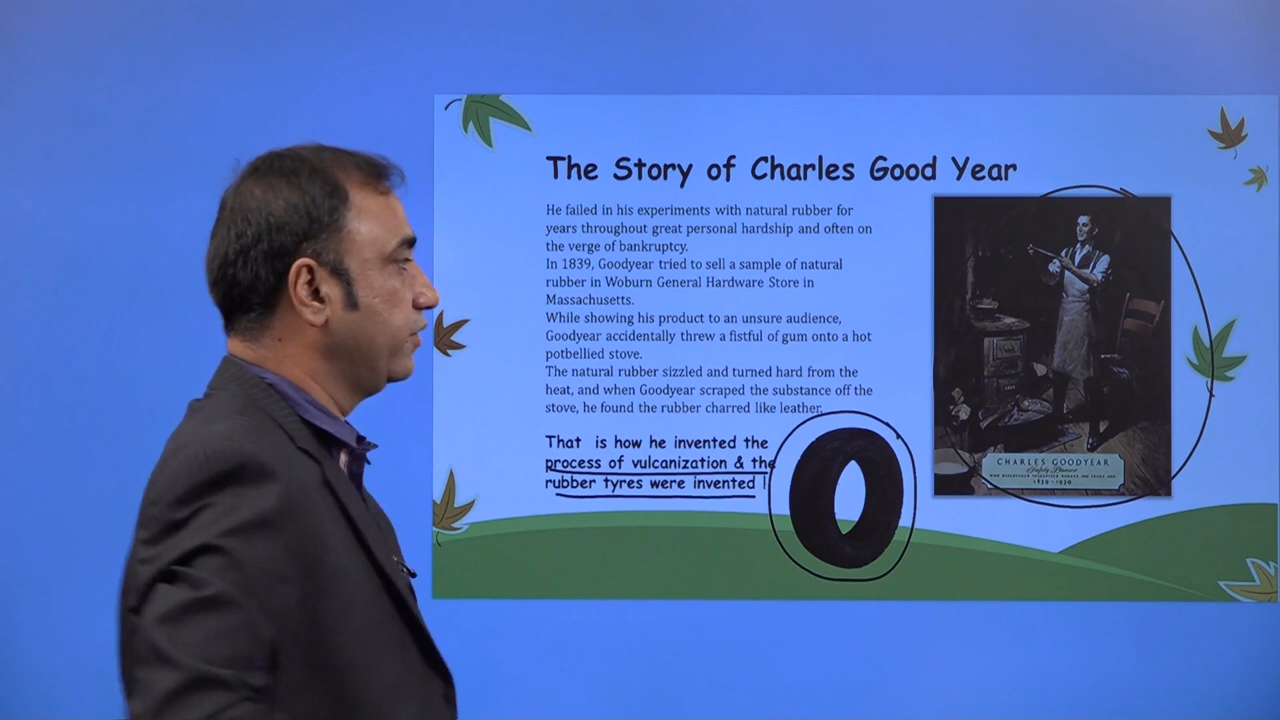 The Story of Charles Good Year
He failed in his experiments with natural rubber for
years throughout great personal hardship and often on
the verge of bankruptcy.
In 1839, Goodyear tried to sell a sample of natural
rubber in Woburn General Hardware Store in
Massachusetts.
While showing his product to an unsure audience,
Goodyear accidentally threw a fistful of gum onto a hot
potbellied stove.
The natural rubber sizzled and turned hard from the
heat, and when Goodyear scraped the substance off the
stove, he found the rubber charred like leather.
That is how he invented the
process of vulcanization & the
rubber tyres were invented !
CHARLES GOODYEAR
1839-1939